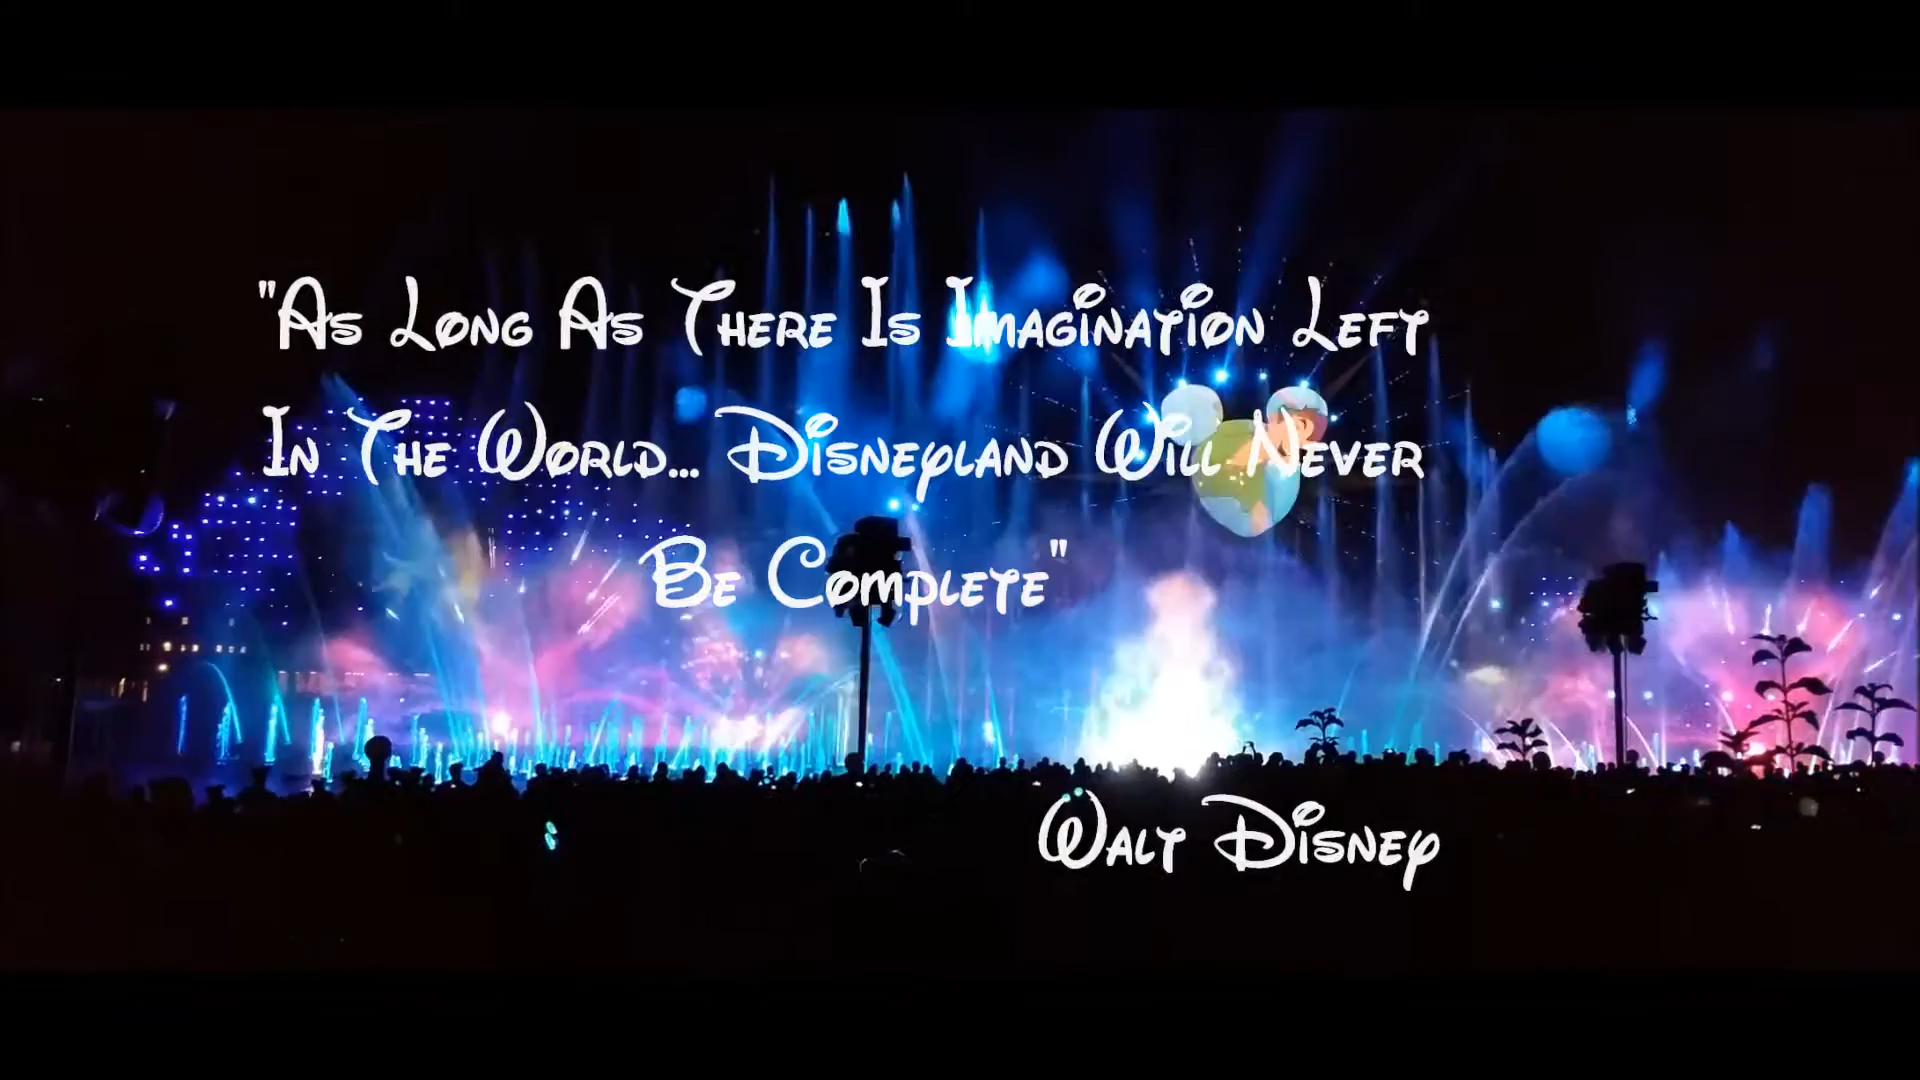 "As Long As There Is Imagination Left
In The World... Disneyland Will Never
Be Complete"
Walt Disney